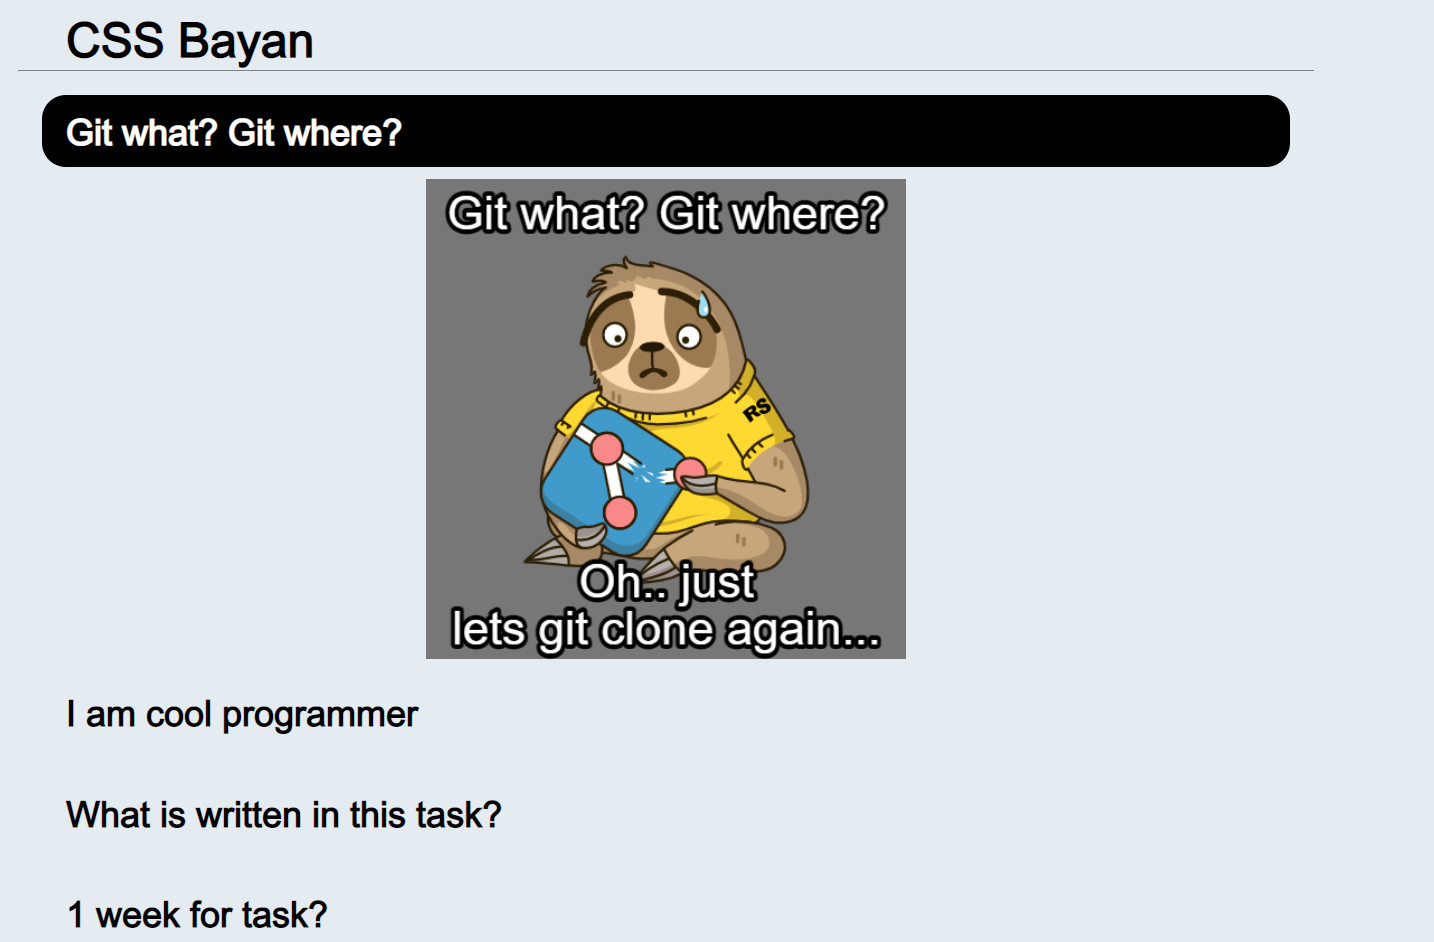 CSS Bayan
Git what? Git where?
Git what? Git where?
RS
Oh.. just
lets git clone again...
I am cool programmer
What is written in this task?
1 week for task?